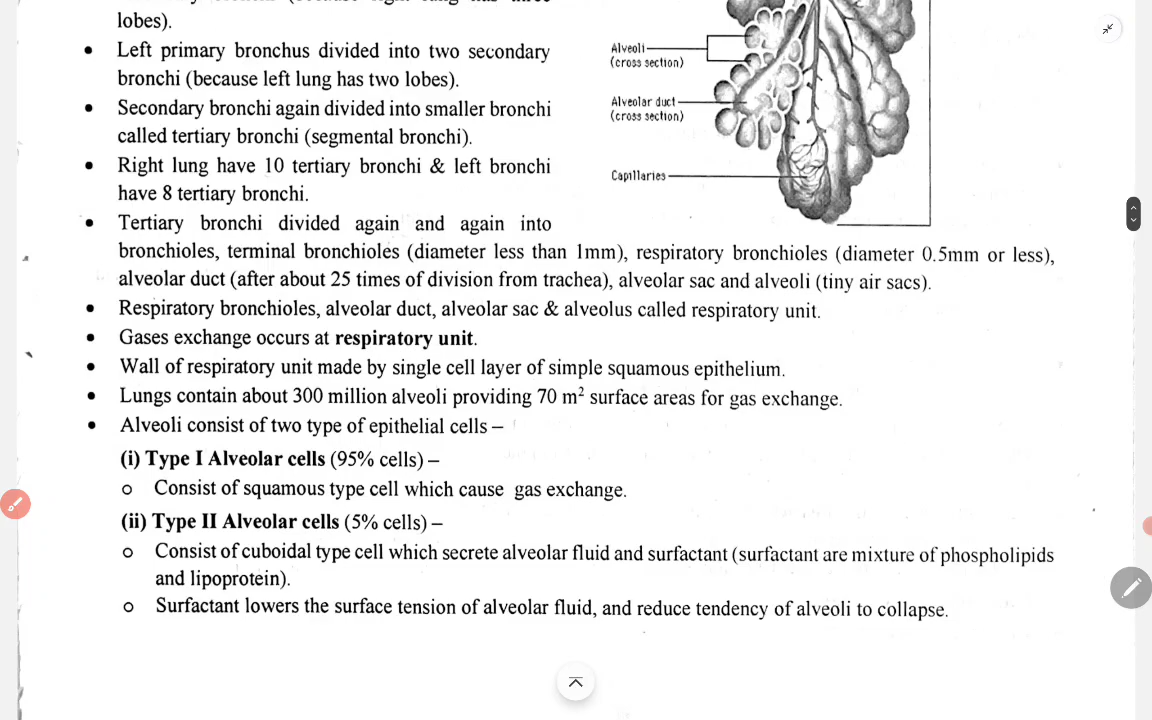 lobes).
Left primary bronchus divided into two secondary
bronchi (because left lung has two lobes).
Secondary bronchi again divided into smaller bronchi
called tertiary bronchi (segmental bronchi).
Right lung have 10 tertiary bronchi & left bronchi
have 8 tertiary bronchi.
Tertiary bronchi divided again and again into
bronchioles, terminal bronchioles (diameter less than 1mm), respiratory bronchioles (diameter 0.5mm or less),
alveolar duct (after about 25 times of division from trachea), alveolar sac and alveoli (tiny air sacs).
Respiratory bronchioles, alveolar duct, alveolar sac & alveolus called respiratory unit.
Gases exchange occurs at respiratory unit.
Wall of respiratory unit made by single cell layer of simple squamous epithelium.
Lungs contain about 300 million alveoli providing 70 m² surface areas for gas exchange.
Alveoli consist of two type of epithelial cells –
(i) Type I Alveolar cells (95% cells) –
o Consist of squamous type cell which cause gas exchange.
(ii) Type II Alveolar cells (5% cells) –
o Consist of cuboidal type cell which secrete alveolar fluid and surfactant (surfactant are mixture of phospholipids
and lipoprotein).
o Surfactant lowers the surface tension of alveolar fluid, and reduce tendency of alveoli to collapse.
Alveoli
(cross section)
Alveolar duct
(cross section)
Capillaries